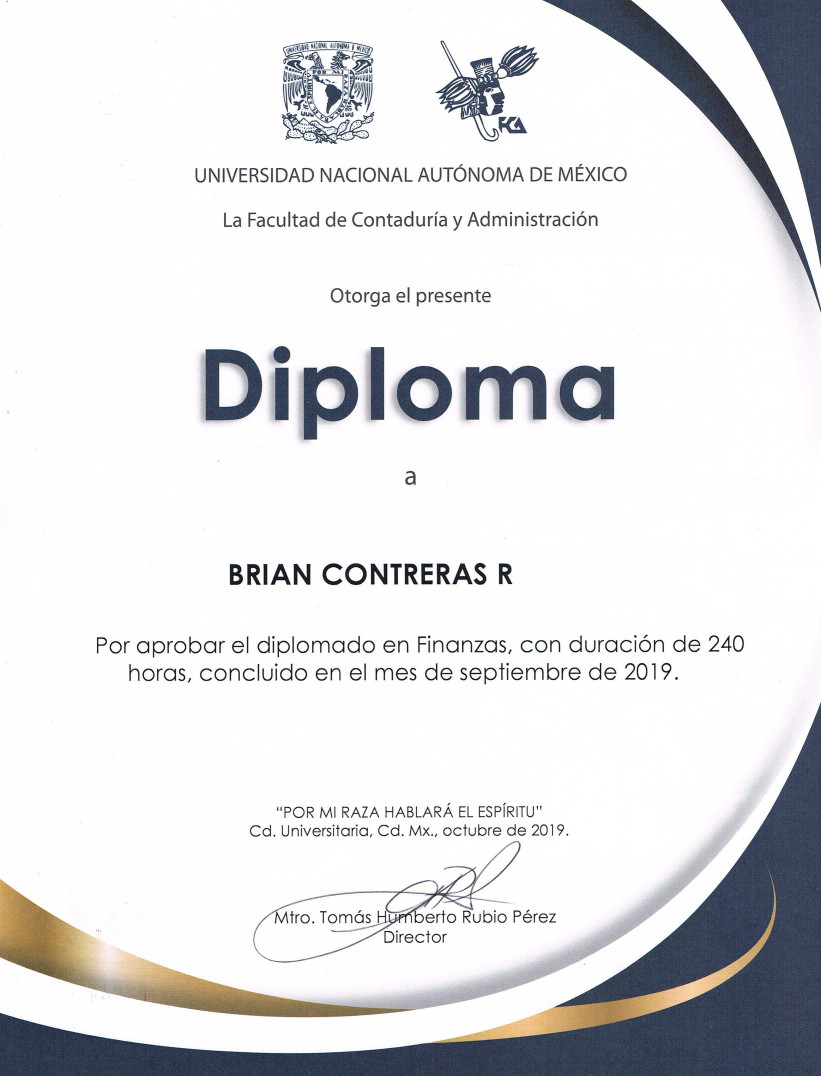 UNIVERSIDAD NACIONAL AUTÓNOMA DE MÉXICO
POR MI RAZA
FCA
UNIVERSIDAD NACIONAL AUTÓNOMA DE MÉXICO
La Facultad de Contaduría y Administración
Otorga el presente
Diploma
a
BRIAN CONTRERAS R
Por aprobar el diplomado en Finanzas, con duración de 240
horas, concluido en el mes de septiembre de 2019.
“POR MI RAZA HABLARÁ EL ESPÍRITU”
Cd. Universitaria, Cd. Mx., octubre de 2019.
Mtro. Tomás Humberto Rubio Pérez
Director